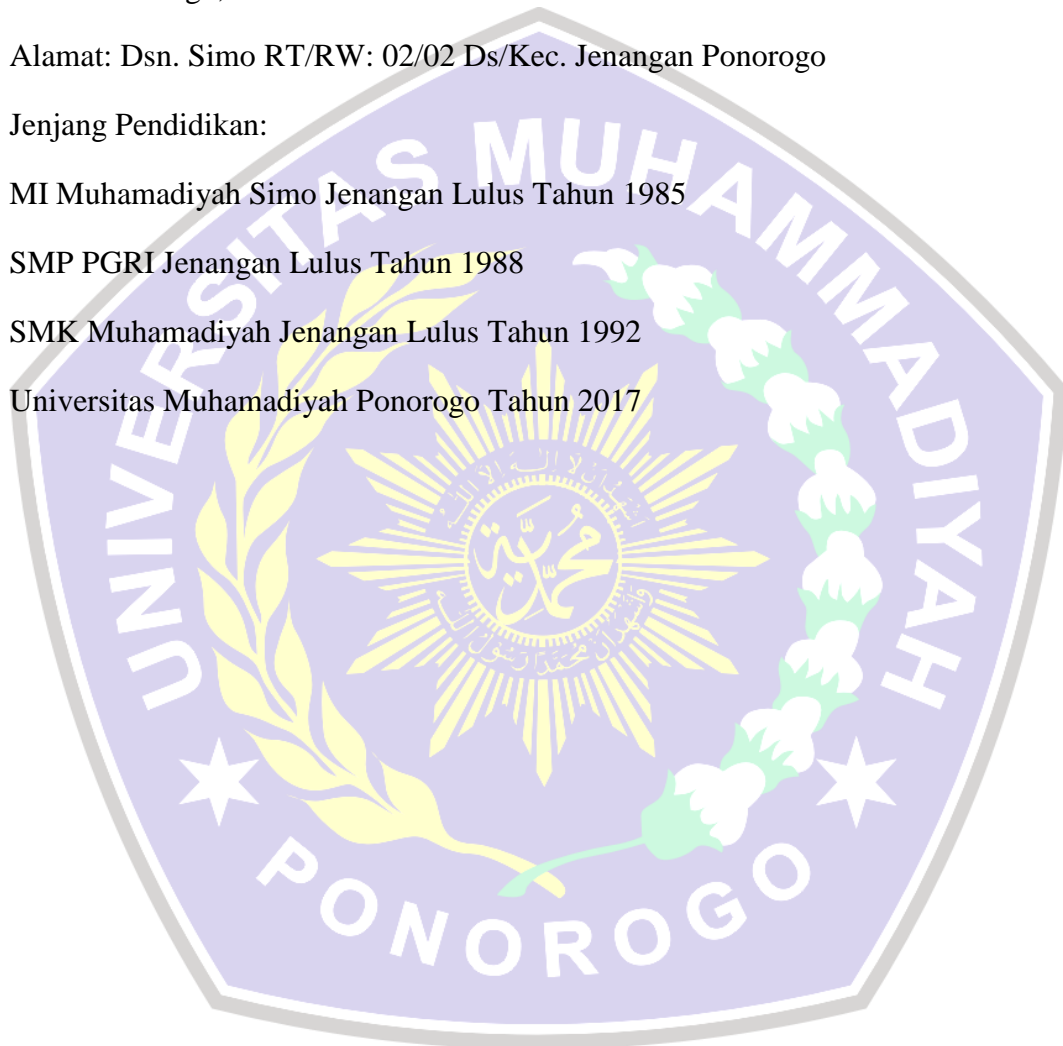 Alamat: Dsn. Simo RT/RW: 02/02 Ds/Kec. Jenangan Ponorogo
Jenjang Pendidikan:
MI Muhamadiyah Simo Jenangan Lulus Tahun 1985
SMP PGRI Jenangan Lulus Tahun 1988
SMK Muhamadiyah Jenangan Lulus Tahun 1992
Universitas Muhamadiyah Ponorogo Tahun 2017
UNIVERSITAS MUHAMMADIYAH
PONOROGO